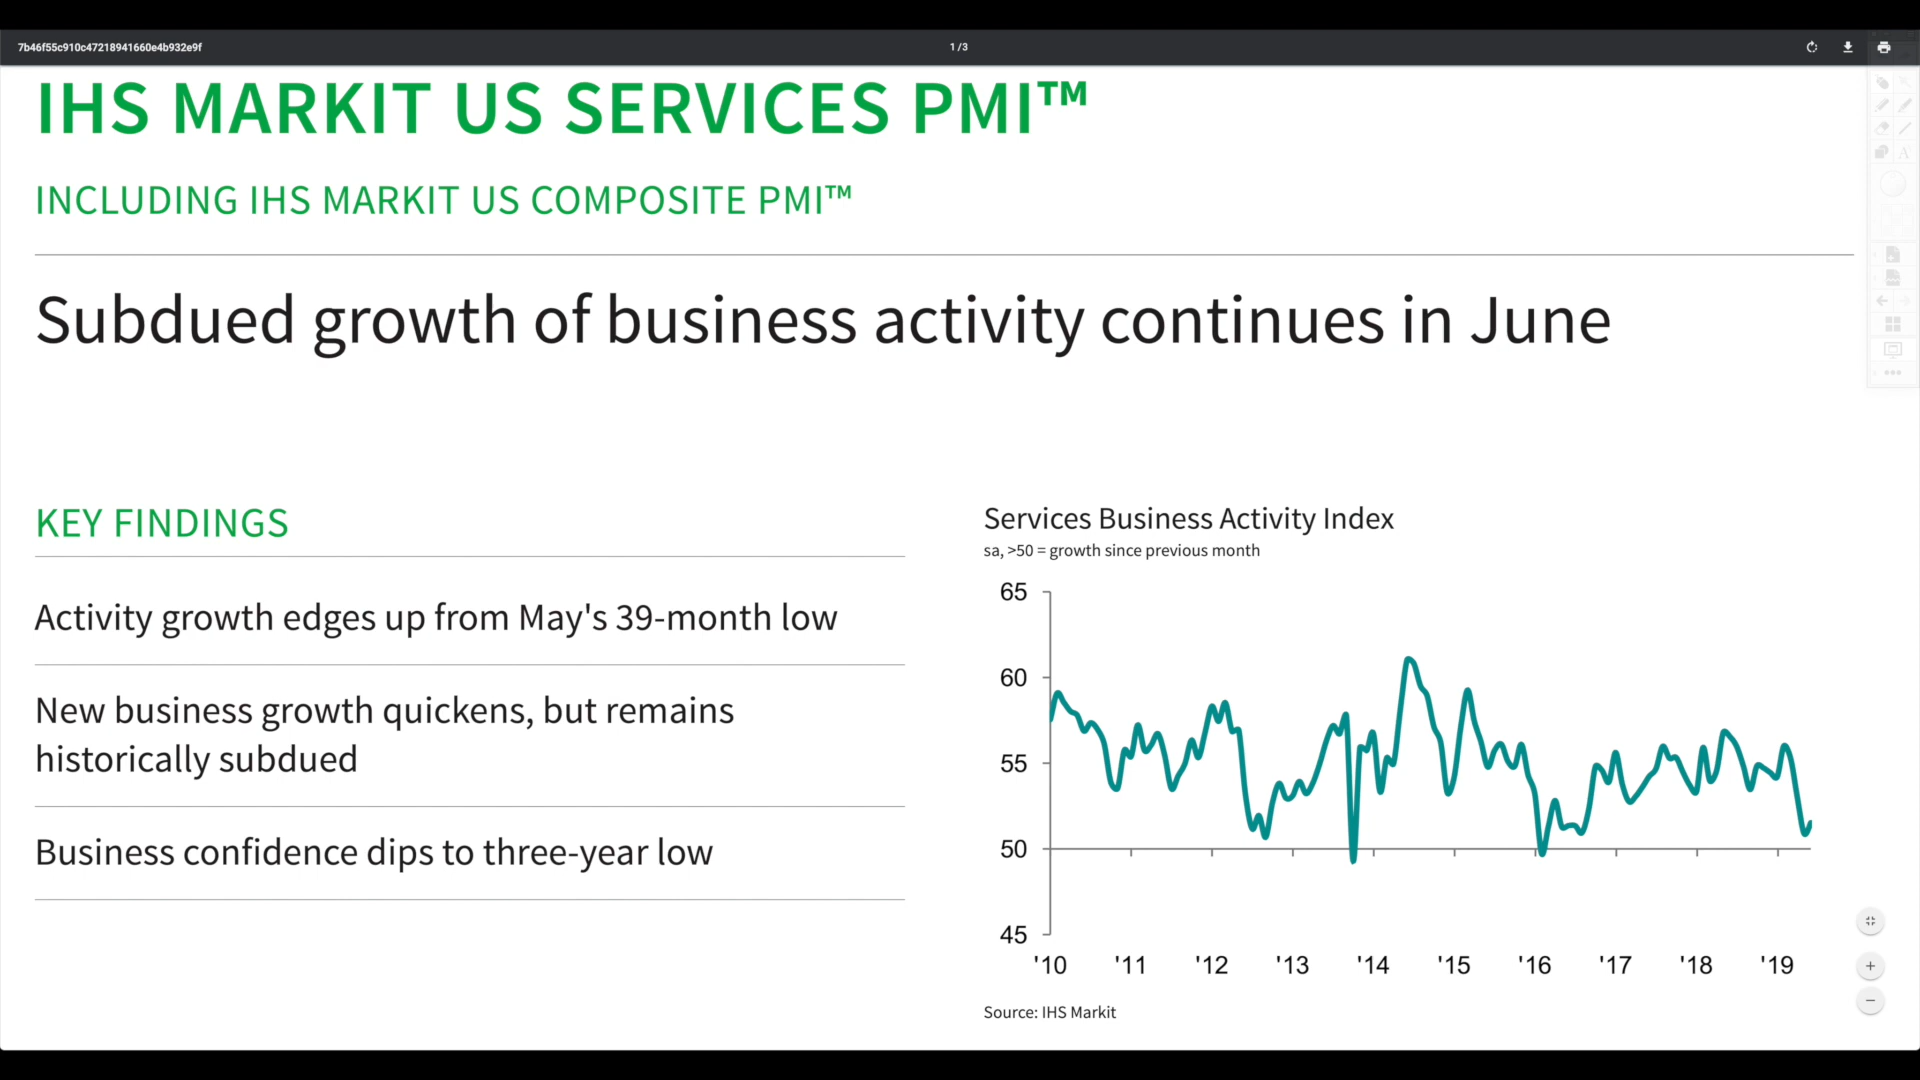 7b46f55c910c47218941660e4b932e9f
1 / 3
IHS MARKIT US SERVICES PMI™
INCLUDING IHS MARKIT US COMPOSITE PMI™
Subdued growth of business activity continues in June
KEY FINDINGS
Activity growth edges up from May's 39-month low
New business growth quickens, but remains
historically subdued
Business confidence dips to three-year low
Services Business Activity Index
sa, >50 = growth since previous month
65
60
55
50
45
'10 '11 '12 '13 '14 '15 '16 '17 '18 '19
Source: IHS Markit